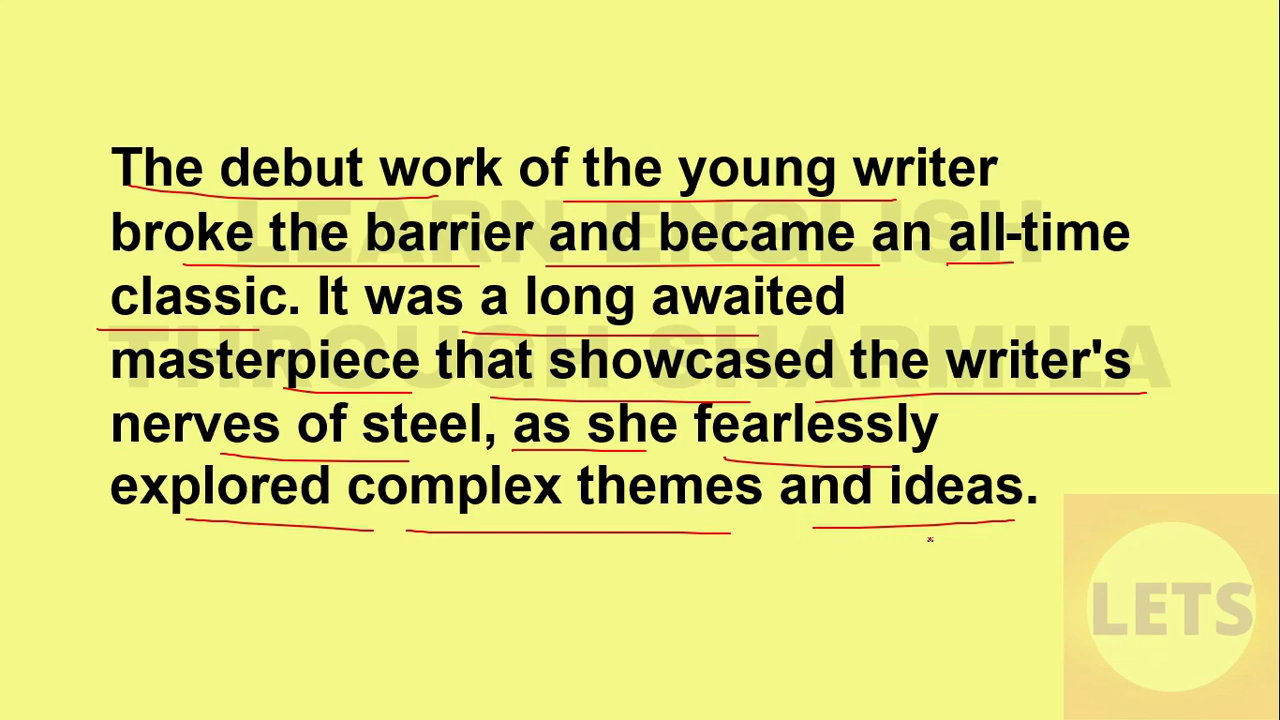 The debut work of the young writer
broke the barrier and became an all-time
classic. It was a long awaited
masterpiece that showcased the writer's
nerves of steel, as she fearlessly
explored complex themes and ideas.
LEARN ENGLISH
THROUGH SHARMILA
LETS